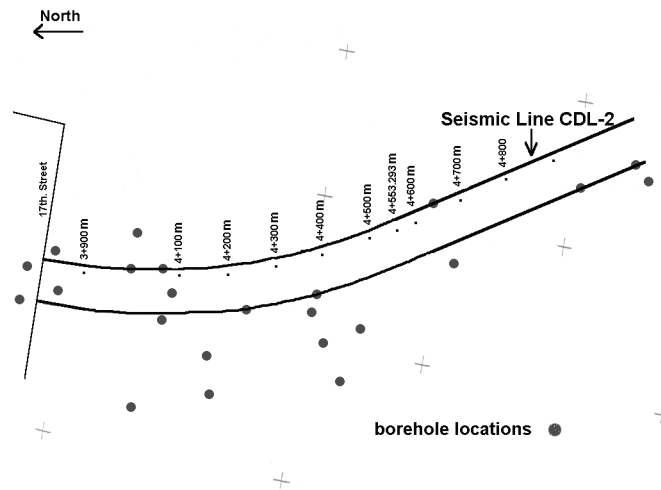 North
Seismic Line CDL-2
17th. Street
3+900 m
4+100 m
4+200 m
4+300 m
4+400 m
4+500 m
4+553.293 m
4+600 m
4+700 m
4+800
borehole locations